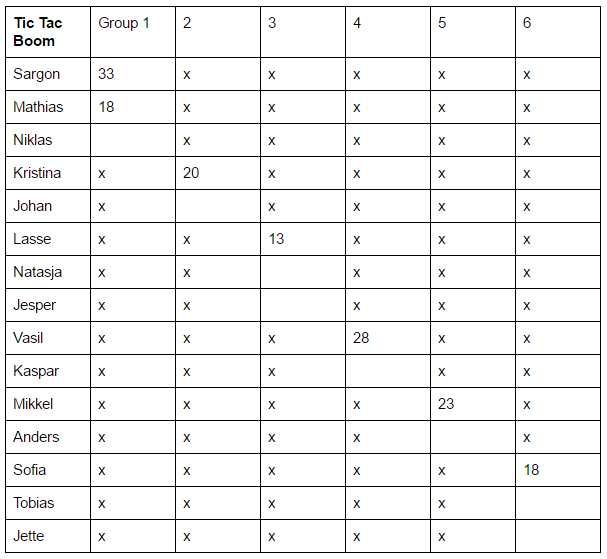 Tic Tac Boom Group 1 2 3 4 5 6
Sargon 33 x x x x x
Mathias 18 x x x x x
Niklas x x x x x
Kristina x 20 x x x x
Johan x x x x x
Lasse x x 13 x x x
Natasja x x x x x
Jesper x x x x x
Vasil x x x 28 x x
Kaspar x x x x x
Mikkel x x x x 23 x
Anders x x x x x
Sofia x x x x x 18
Tobias x x x x x
Jette x x x x x